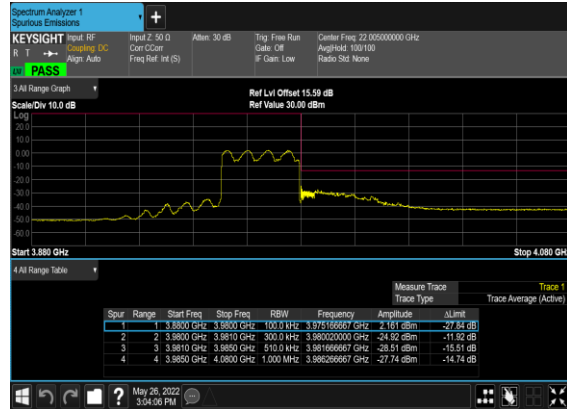 Spectrum Analyzer 1
Spurious Emissions
+
KEYSIGHT Input: RF Input Z: 50 Ω Atten: 30 dB Trig: Free Run Center Freq: 22.005000000 GHz
R T Coupling: DC Corr CCorr Gate: Off Avg|Hold: 100/100
Align: Auto Freq Ref: Int (S) IF Gain: Low Radio Std: None
PASS
3 All Range Graph
Ref Lvl Offset 15.59 dB
Scale/Div 10.0 dB Ref Value 30.00 dBm
Log
20.0
10.0
0.00
-10.0
-20.0
-30.0
-40.0
-50.0
-60.0
Start 3.880 GHz Stop 4.080 GH
4 All Range Table
Measure Trace Trace 1
Trace Type Trace Average (Active)
Spur Range Start Freq Stop Freq RBW Frequency Amplitude ΔLimit
1 1 3.8800 GHz 3.9800 GHz 100.0 kHz 3.975166667 GHz 2.161 dBm -27.84 dB
2 2 3.9800 GHz 3.9810 GHz 300.0 kHz 3.980020000 GHz -24.92 dBm -11.92 dB
3 3 3.9810 GHz 3.9850 GHz 510.0 kHz 3.981666667 GHz -28.51 dBm -15.51 dB
4 4 3.9850 GHz 4.0800 GHz 1.000 MHz 3.986266667 GHz -27.74 dBm -14.74 dB
? May 26, 2022
3:04:06 PM